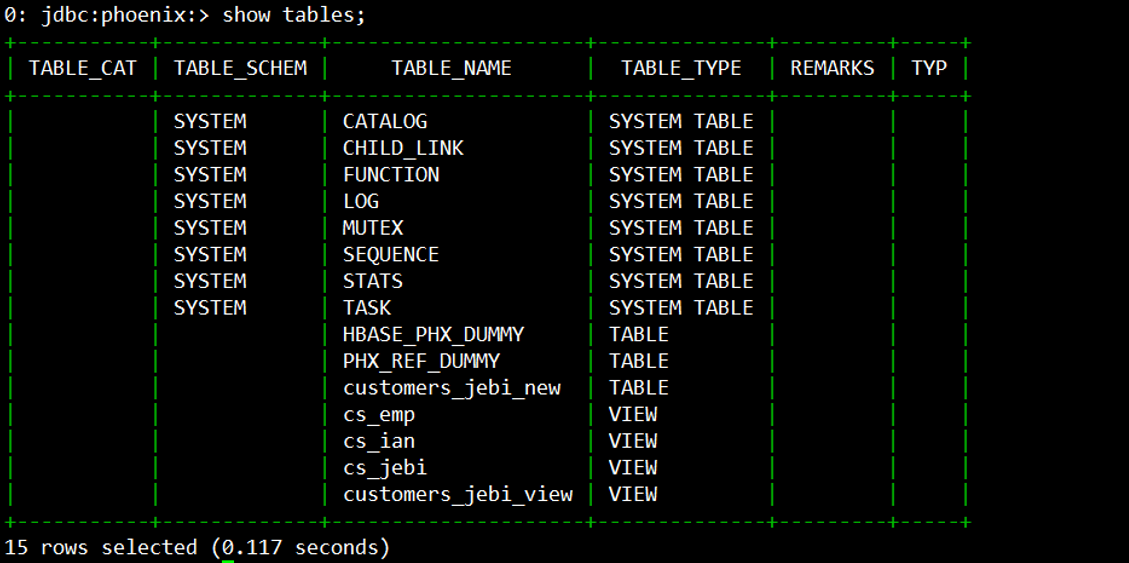 0: jdbc:phoenix:> show tables;
+-----------+-------------+---------------------+--------------+---------+-----+
| TABLE_CAT | TABLE_SCHEM | TABLE_NAME | TABLE_TYPE | REMARKS | TYP |
+-----------+-------------+---------------------+--------------+---------+-----+
| | SYSTEM | CATALOG | SYSTEM TABLE | | |
| | SYSTEM | CHILD_LINK | SYSTEM TABLE | | |
| | SYSTEM | FUNCTION | SYSTEM TABLE | | |
| | SYSTEM | LOG | SYSTEM TABLE | | |
| | SYSTEM | MUTEX | SYSTEM TABLE | | |
| | SYSTEM | SEQUENCE | SYSTEM TABLE | | |
| | SYSTEM | STATS | SYSTEM TABLE | | |
| | SYSTEM | TASK | SYSTEM TABLE | | |
| | | HBASE_PHX_DUMMY | TABLE | | |
| | | PHX_REF_DUMMY | TABLE | | |
| | | customers_jebi_new | TABLE | | |
| | | cs_emp | VIEW | | |
| | | cs_ian | VIEW | | |
| | | cs_jebi | VIEW | | |
| | | customers_jebi_view | VIEW | | |
+-----------+-------------+---------------------+--------------+---------+-----+
15 rows selected (0.117 seconds)